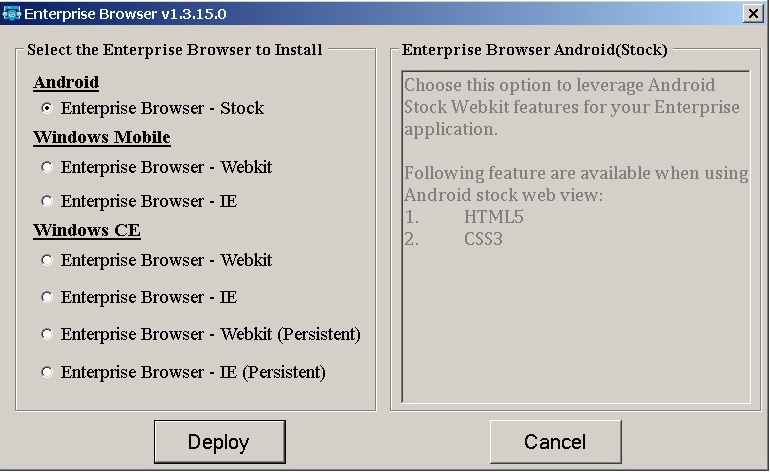 Enterprise Browser v1.3.15.0
Select the Enterprise Browser to Install
Android
Enterprise Browser - Stock
Windows Mobile
Enterprise Browser - Webkit
Enterprise Browser - IE
Windows CE
Enterprise Browser - Webkit
Enterprise Browser - IE
Enterprise Browser - Webkit (Persistent)
Enterprise Browser - IE (Persistent)
Enterprise Browser Android(Stock)
Choose this option to leverage Android
Stock Webkit features for your Enterprise
application.
Following feature are available when using
Android stock web view:
1. HTML5
2. CSS3
Deploy
Cancel